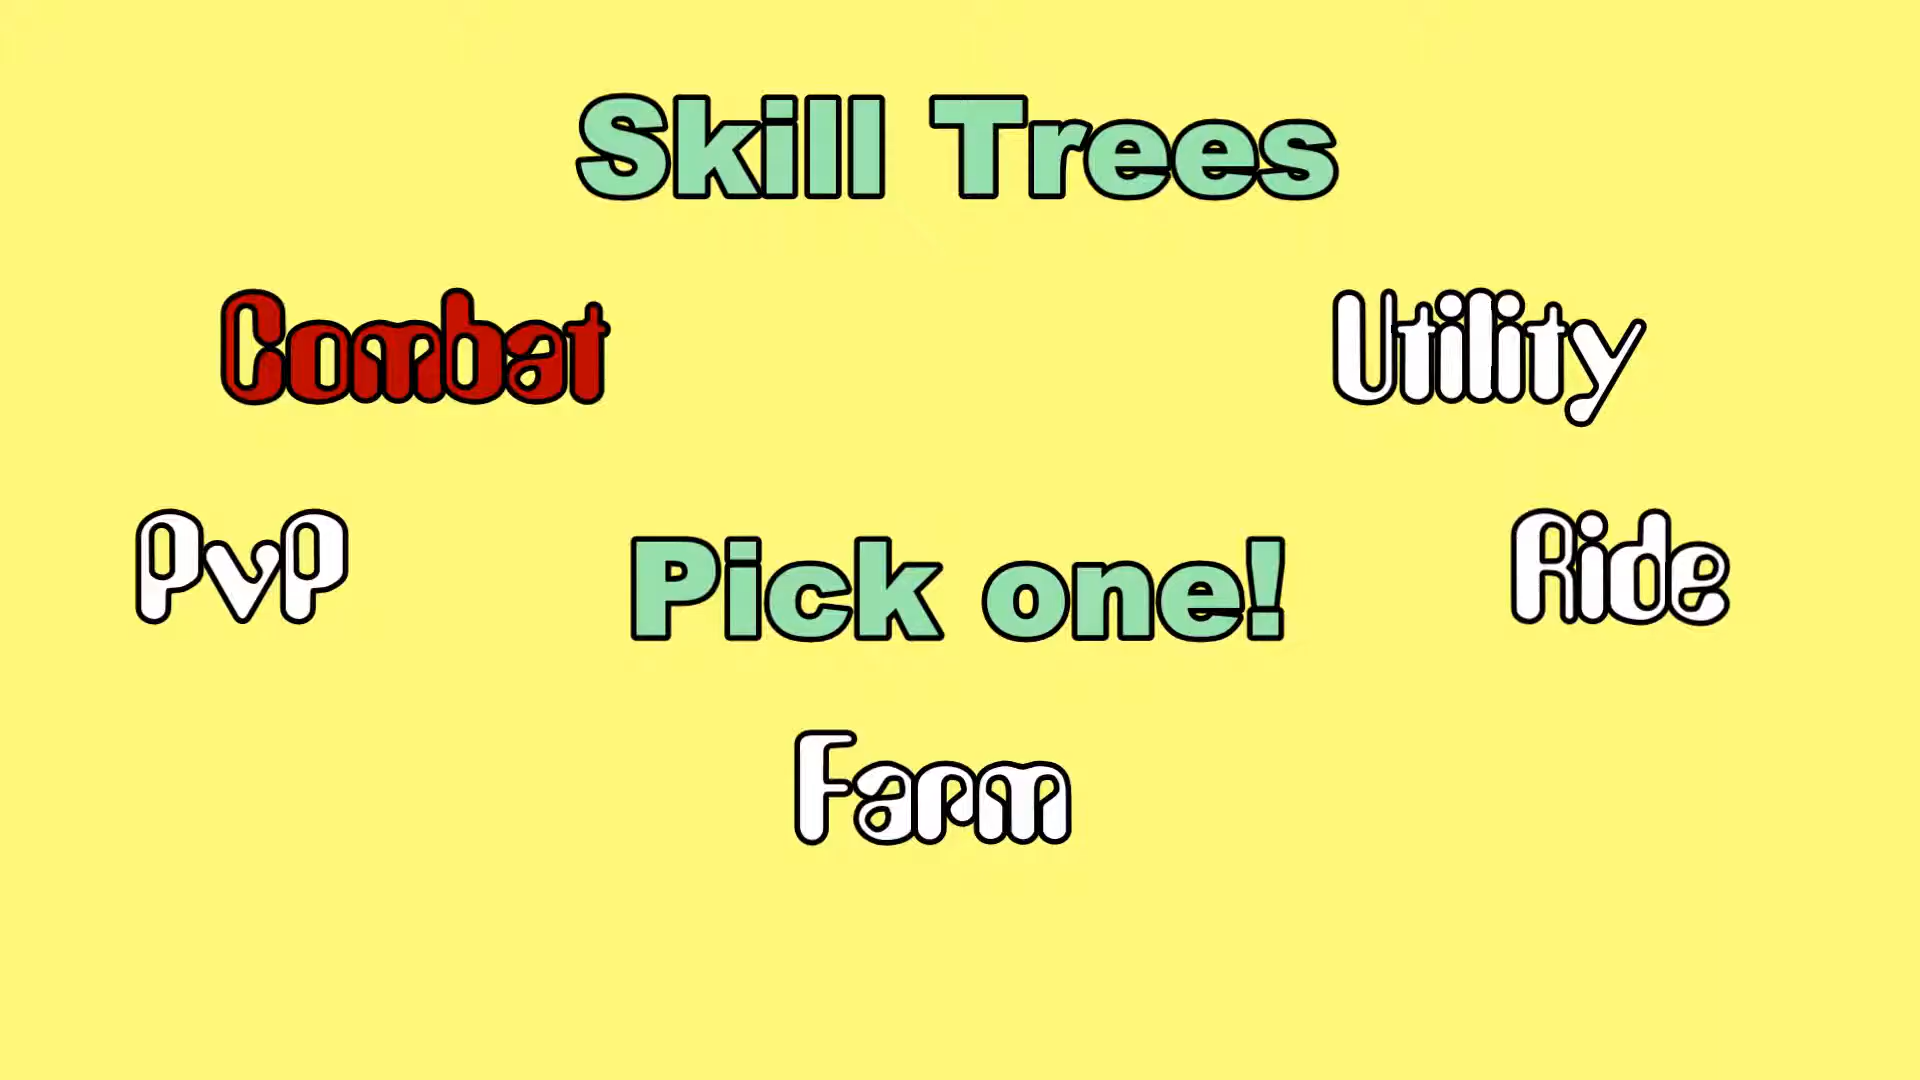 Skill Trees
Combat
Utility
PvP
Pick one!
Ride
Farm